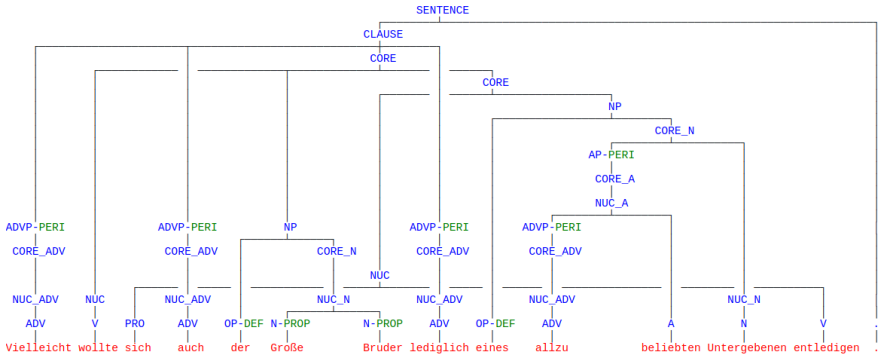 SENTENCE
CLAUSE
CORE
CORE
NP
CORE_N
AP-PERI
CORE_A
NUC_A
ADVP-PERI ADVP-PERI NP ADVP-PERI ADVP-PERI
CORE_ADV CORE_ADV CORE_N CORE_ADV CORE_ADV
NUC
NUC_ADV NUC NUC_ADV NUC_N NUC_ADV NUC_ADV NUC_N
ADV V PRO ADV OP-DEF N-PROP N-PROP ADV OP-DEF ADV A N V .
Vielleicht wollte sich auch der Große Bruder lediglich eines allzu beliebten Untergebenen entledigen .